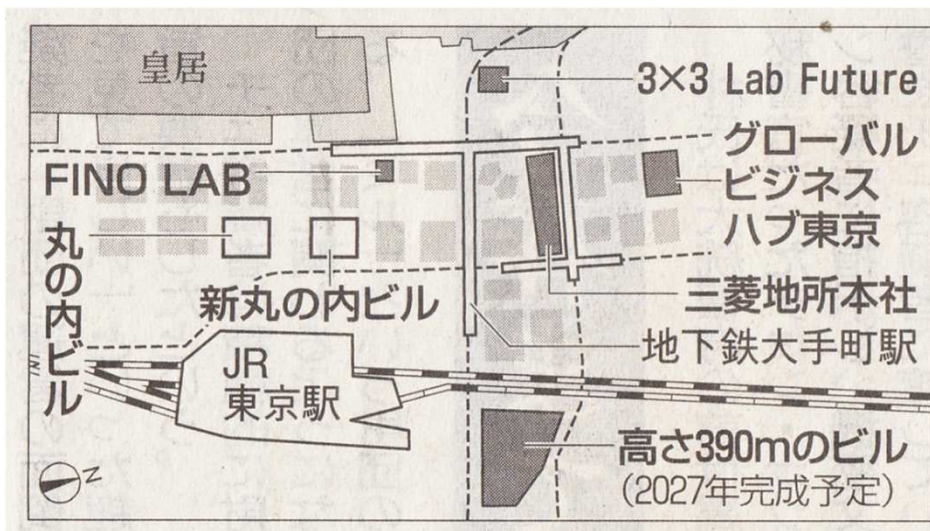 皇居
3×3 Lab Future
グローバル
ビジネス
ハブ東京
FINO LAB
丸の内ビル
新丸の内ビル
三菱地所本社
地下鉄大手町駅
JR
東京駅
高さ390mのビル
(2027年完成予定)
N